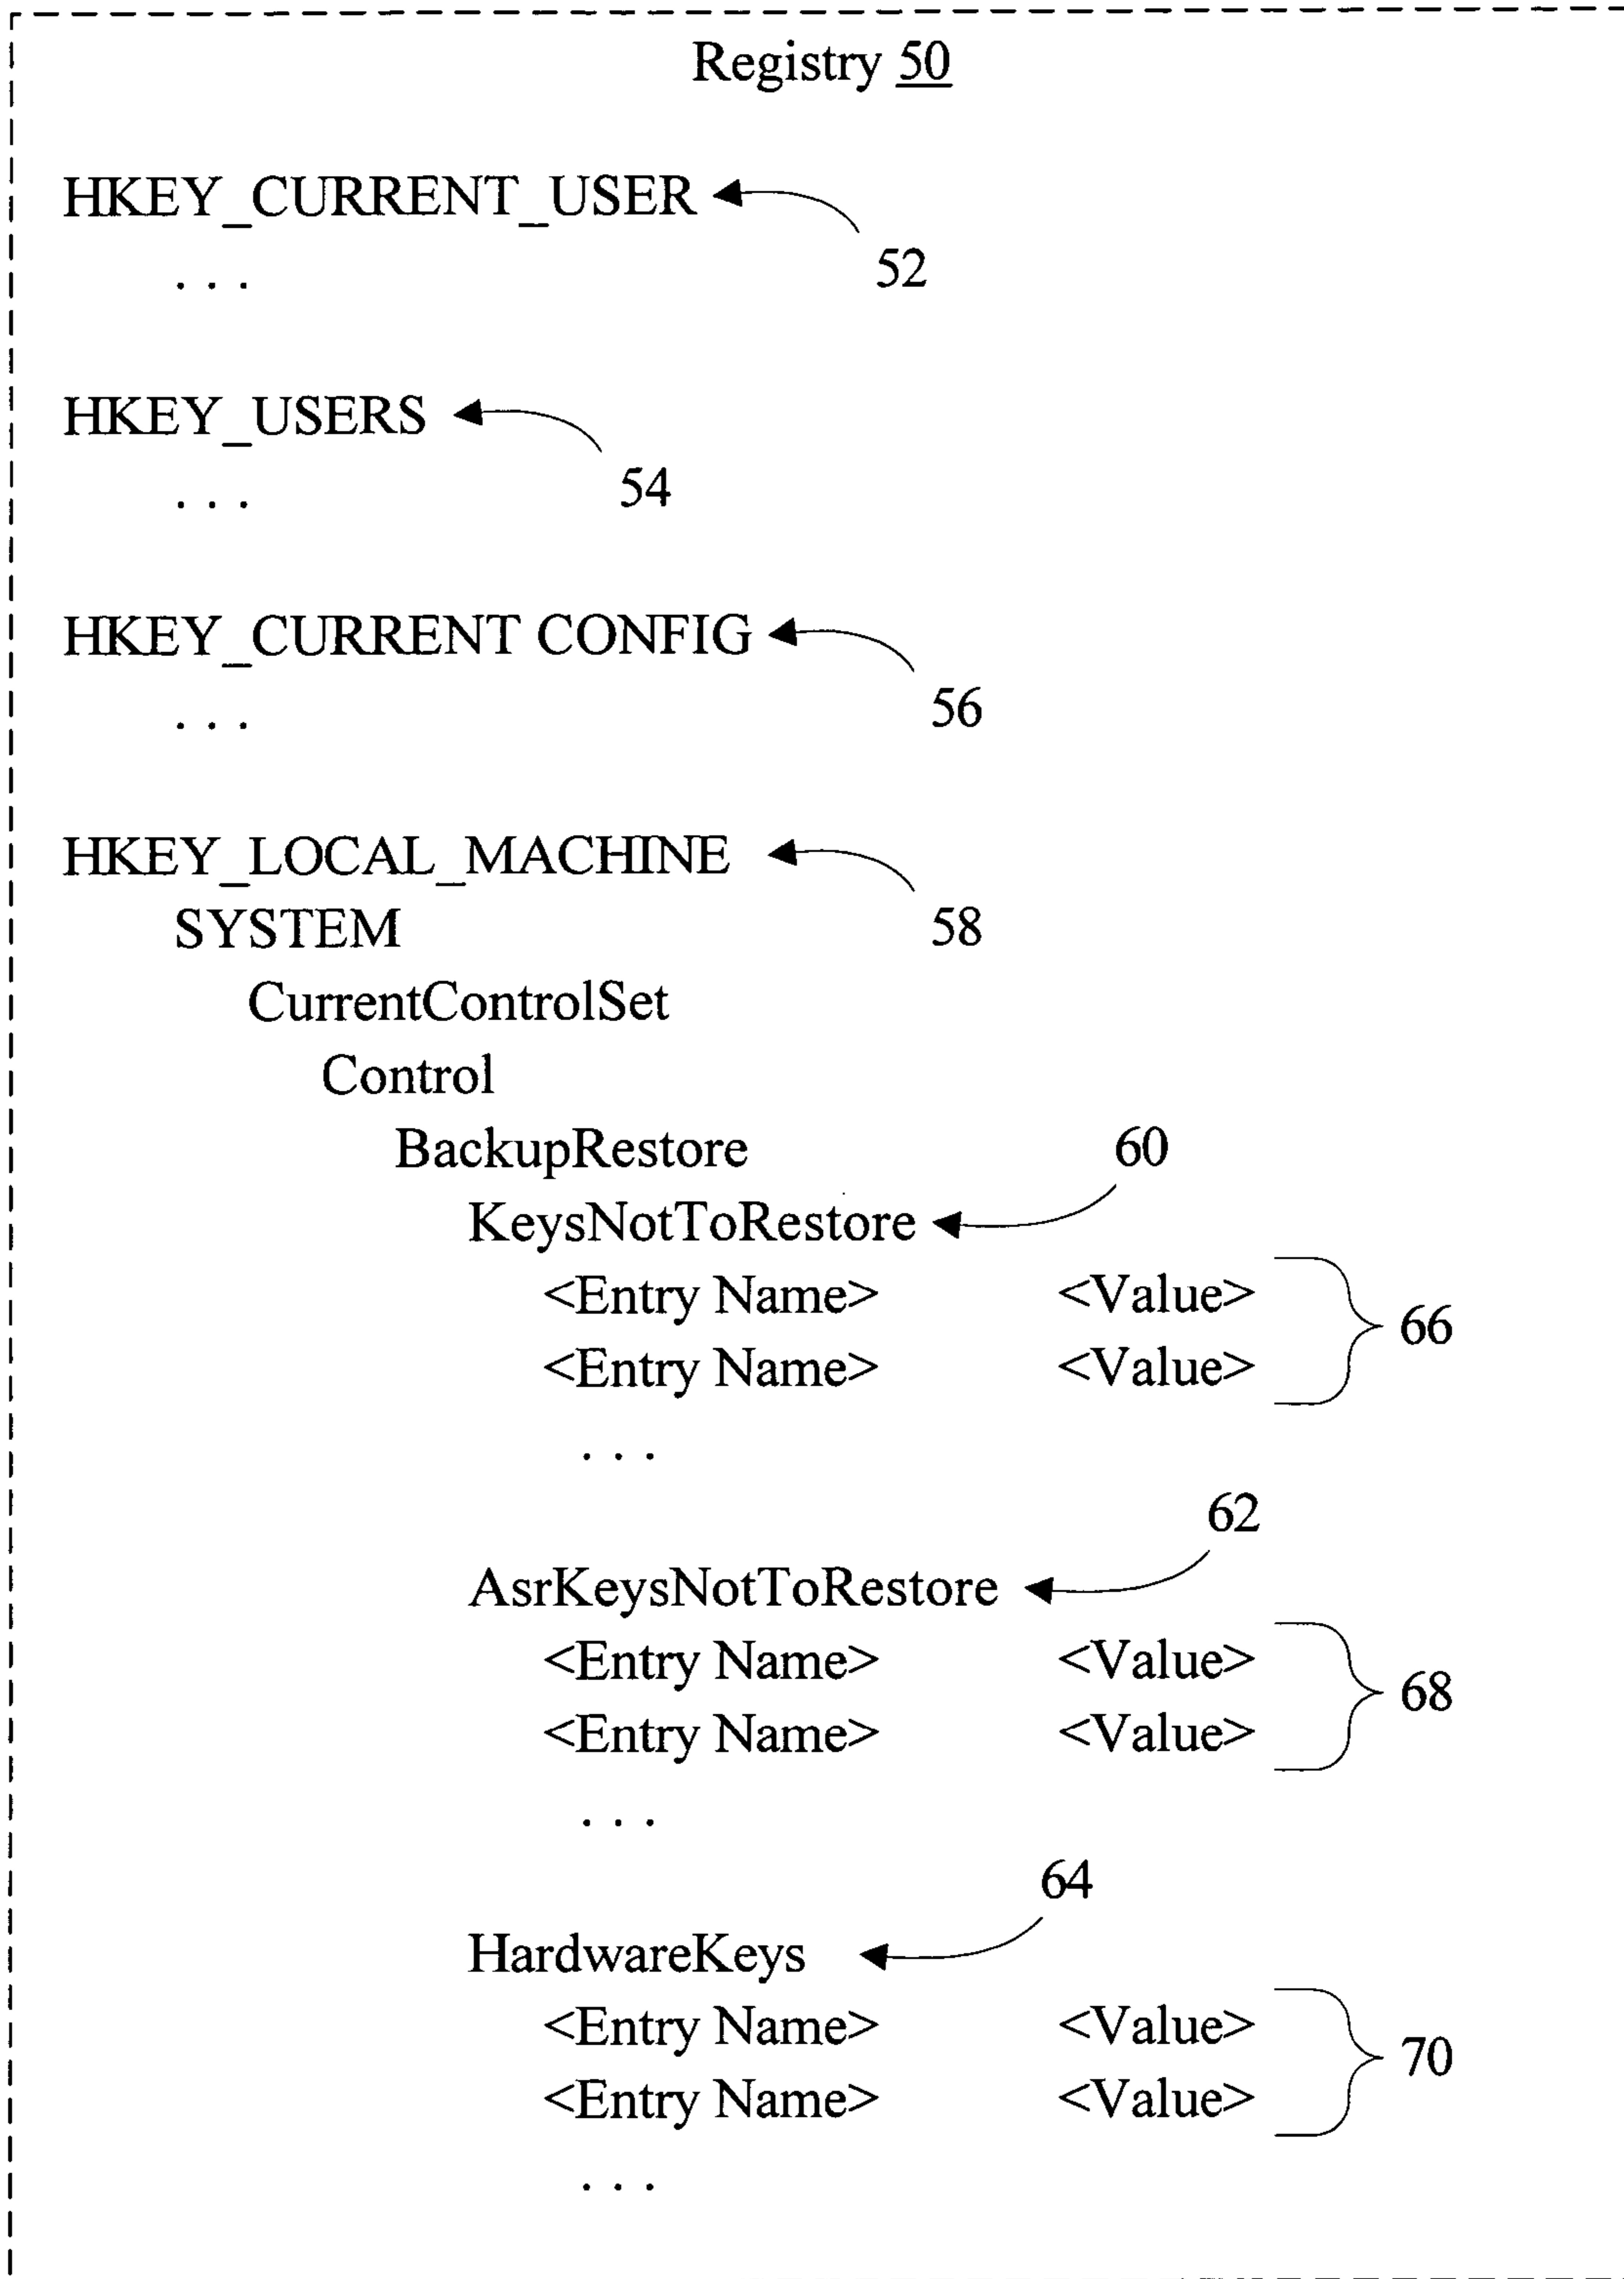 Registry 50
HKEY_CURRENT_USER
52
. . .
HKEY_USERS
54
. . .
HKEY_CURRENT CONFIG
56
. . .
HKEY_LOCAL_MACHINE
SYSTEM 58
CurrentControlSet
Control
BackupRestore 60
KeysNotToRestore
<Entry Name> <Value>
66
<Entry Name> <Value>
. . .
62
AsrKeysNotToRestore
<Entry Name> <Value>
68
<Entry Name> <Value>
. . .
64
HardwareKeys
<Entry Name> <Value>
70
<Entry Name> <Value>
. . .